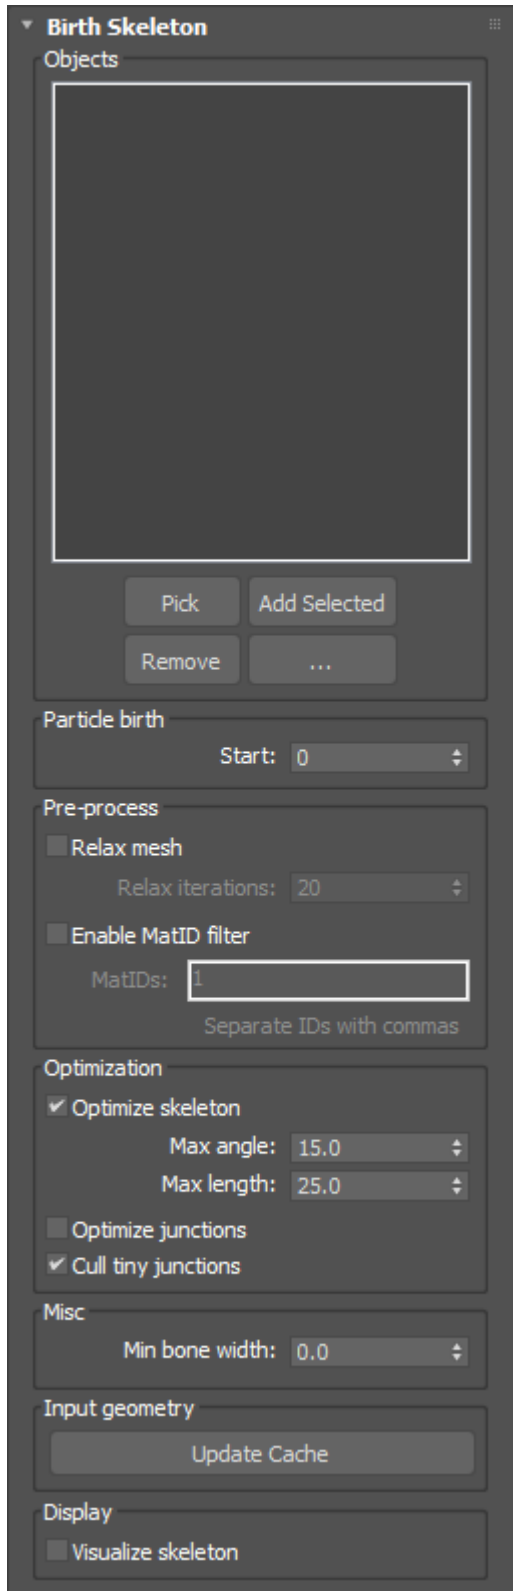 Birth Skeleton
Objects
Pick Add Selected
Remove ...
Particle birth
Start: 0
Pre-process
Relax mesh
Relax iterations: 20
Enable MatID filter
MatIDs: 1
Separate IDs with commas
Optimization
Optimize skeleton
Max angle: 15.0
Max length: 25.0
Optimize junctions
Cull tiny junctions
Misc
Min bone width: 0.0
Input geometry
Update Cache
Display
Visualize skeleton